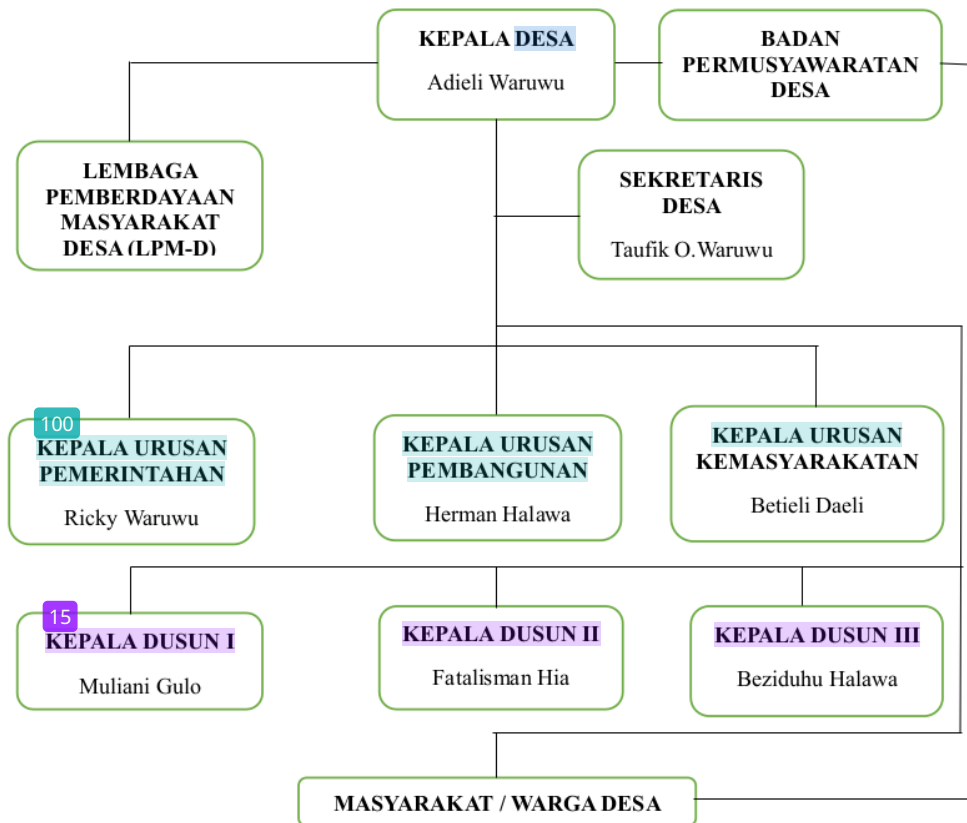 KEPALA DESA
Adieli Waruwu
BADAN
PERMUSYAWARATAN
DESA
LEMBAGA
PEMBERDAYAAN
MASYARAKAT
DESA (LPM-D)
SEKRETARIS
DESA
Taufik O.Waruwu
100
KEPALA URUSAN
PEMERINTAHAN
Ricky Waruwu
KEPALA URUSAN
PEMBANGUNAN
Herman Halawa
KEPALA URUSAN
KEMASYARAKATAN
Betieli Daeli
15
KEPALA DUSUN I
Muliani Gulo
KEPALA DUSUN II
Fatalisman Hia
KEPALA DUSUN III
Beziduhu Halawa
MASYARAKAT / WARGA DESA